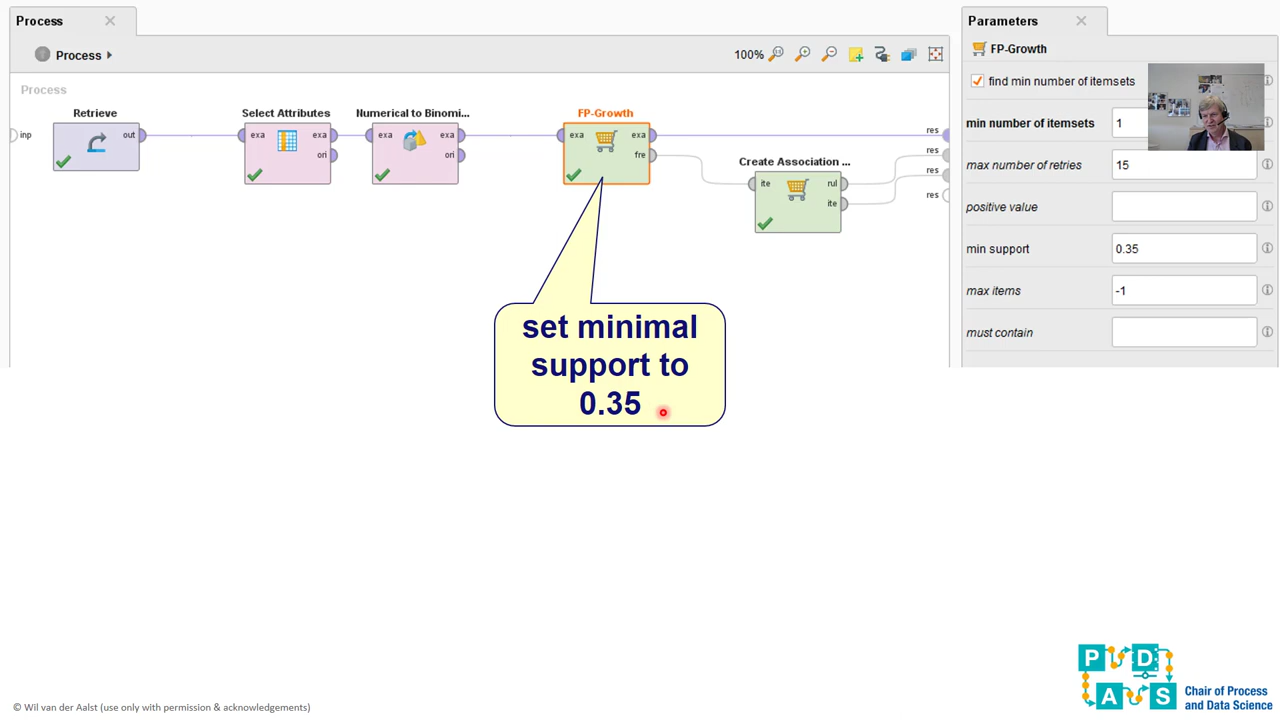 Process
Process
100%
Process
Retrieve
Select Attributes
Numerical to Binomi...
FP-Growth
inp
out
exa
exa
ori
exa
exa
ori
exa
exa
fre
res
res
res
res
Create Association ...
ite
rul
ite
set minimal
support to
0.35
Parameters
FP-Growth
find min number of itemsets
min number of itemsets
1
max number of retries
15
positive value
min support
0.35
max items
-1
must contain
© Wil van der Aalst (use only with permission & acknowledgements)
P
D
A
S
Chair of Process
and Data Science